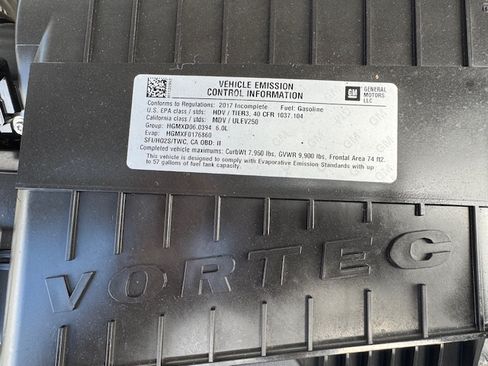 VEHICLE EMISSION
CONTROL INFORMATION
GM
GENERAL
MOTORS
LLC
Conforms to Regulations: 2017 Incomplete Fuel: Gasoline
U.S. EPA class / stds: HDV / TIER3, 40 CFR 1037.104
California class / stds: MDV / ULEV250
Group: HGMXD06.0394 6.0L
Evap: HGMXF0176860
SFI/HO2S/TWC, CA OBD: II
Completed vehicle maximums: CurbWt 7,950 lbs, GVWR 9,900 lbs, Frontal Area 74 ft2.
This vehicle is designed to comply with Evaporative Emission Standards with up
to 57 gallons of fuel tank capacity.
VORTEC